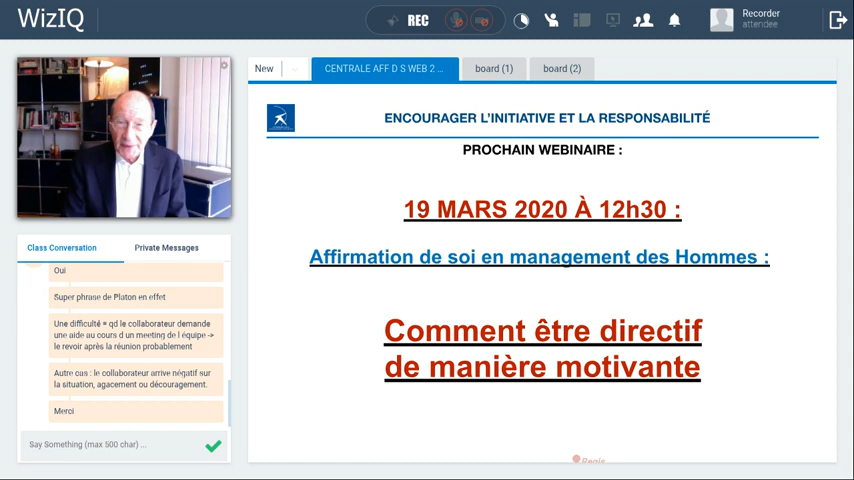 WizIQ
REC
Recorder
attendee
New
CENTRALE AFF D S WEB 2 ...
board (1)
board (2)
ENCOURAGER L'INITIATIVE ET LA RESPONSABILITÉ
PROCHAIN WEBINAIRE :
19 MARS 2020 À 12h30 :
Affirmation de soi en management des Hommes :
Comment être directif
de manière motivante
Class Conversation
Private Messages
Oui
Super phrase de Platon en effet
Une difficulté = qd le collaborateur demande
une aide au cours d un meeting de l équipe ->
le revoir après la réunion probablement
Autre cas : le collaborateur arrive négatif sur
la situation, agacement ou découragement.
Merci
Say Something (max 500 char) ...